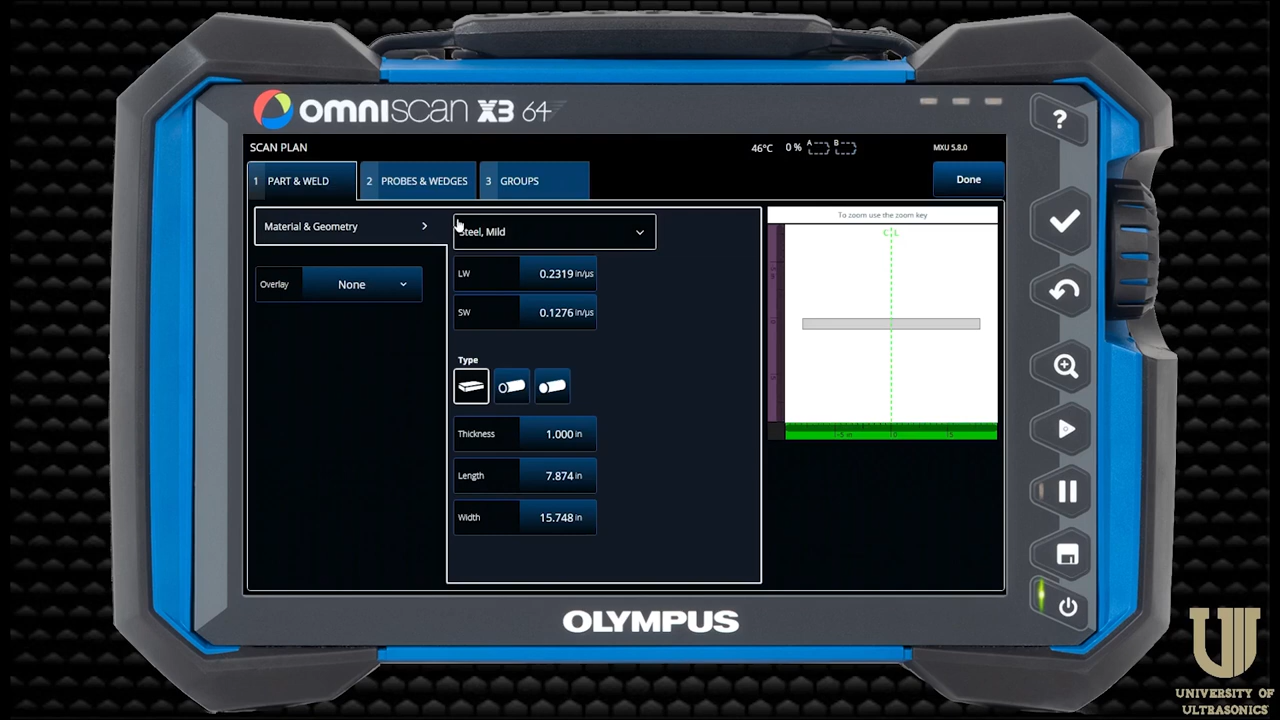 OMNISCAN X3 64
SCAN PLAN
46°C 0 % A B MXU 5.8.0
1 PART & WELD 2 PROBES & WEDGES 3 GROUPS Done
Material & Geometry
Steel, Mild
LW 0.2319 in/µs
SW 0.1276 in/µs
Overlay None
Type
Thickness 1.000 in
Length 7.874 in
Width 15.748 in
To zoom use the zoom key
C L
0
OLYMPUS
?
UNIVERSITY OF
ULTRASONICS